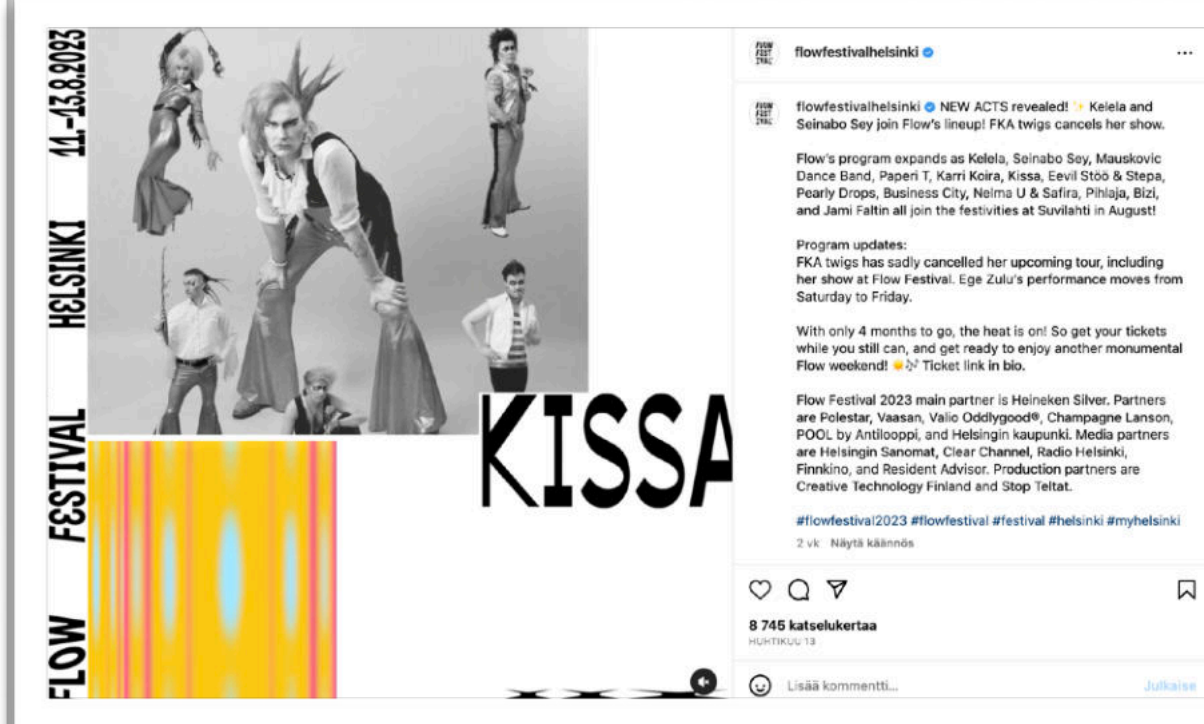 FLOW FESTIVAL HELSINKI 11.-13.8.2023
KISSA
flowfestivalhelsinki
flowfestivalhelsinki NEW ACTS revealed! ✨ Kelela and
Seinabo Sey join Flow's lineup! FKA twigs cancels her show.
Flow's program expands as Kelela, Seinabo Sey, Mauskovic
Dance Band, Paperi T, Karri Koira, Kissa, Eevil Stöö & Stepa,
Pearly Drops, Business City, Nelma U & Safira, Pihlaja, Bizi,
and Jami Faltin all join the festivities at Suvilahti in August!
Program updates:
FKA twigs has sadly cancelled her upcoming tour, including
her show at Flow Festival. Ege Zulu's performance moves from
Saturday to Friday.
With only 4 months to go, the heat is on! So get your tickets
while you still can, and get ready to enjoy another monumental
Flow weekend! ☀️🎶 Ticket link in bio.
Flow Festival 2023 main partner is Heineken Silver. Partners
are Polestar, Vaasan, Valio Oddlygood®, Champagne Lanson,
POOL by Antilooppi, and Helsingin kaupunki. Media partners
are Helsingin Sanomat, Clear Channel, Radio Helsinki,
Finnkino, and Resident Advisor. Production partners are
Creative Technology Finland and Stop Teltat.
#flowfestival2023 #flowfestival #festival #helsinki #myhelsinki
2 vk Näytä käännös
8 745 katselukertaa
HUHTIKUU 13
Lisää kommentti... Julkaise